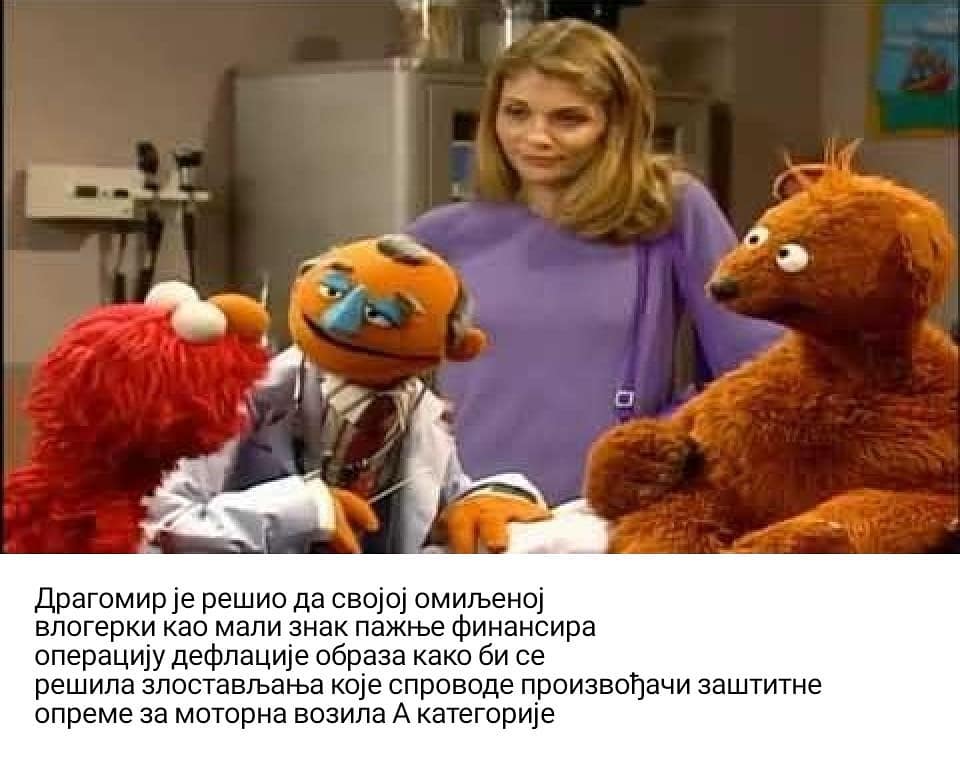 Драгомир је решио да својој омиљеној
влогерки као мали знак пажње финансира
операцију дефлације образа како би се
решила злостављања које спроводе произвођачи заштитне
опреме за моторна возила А категорије